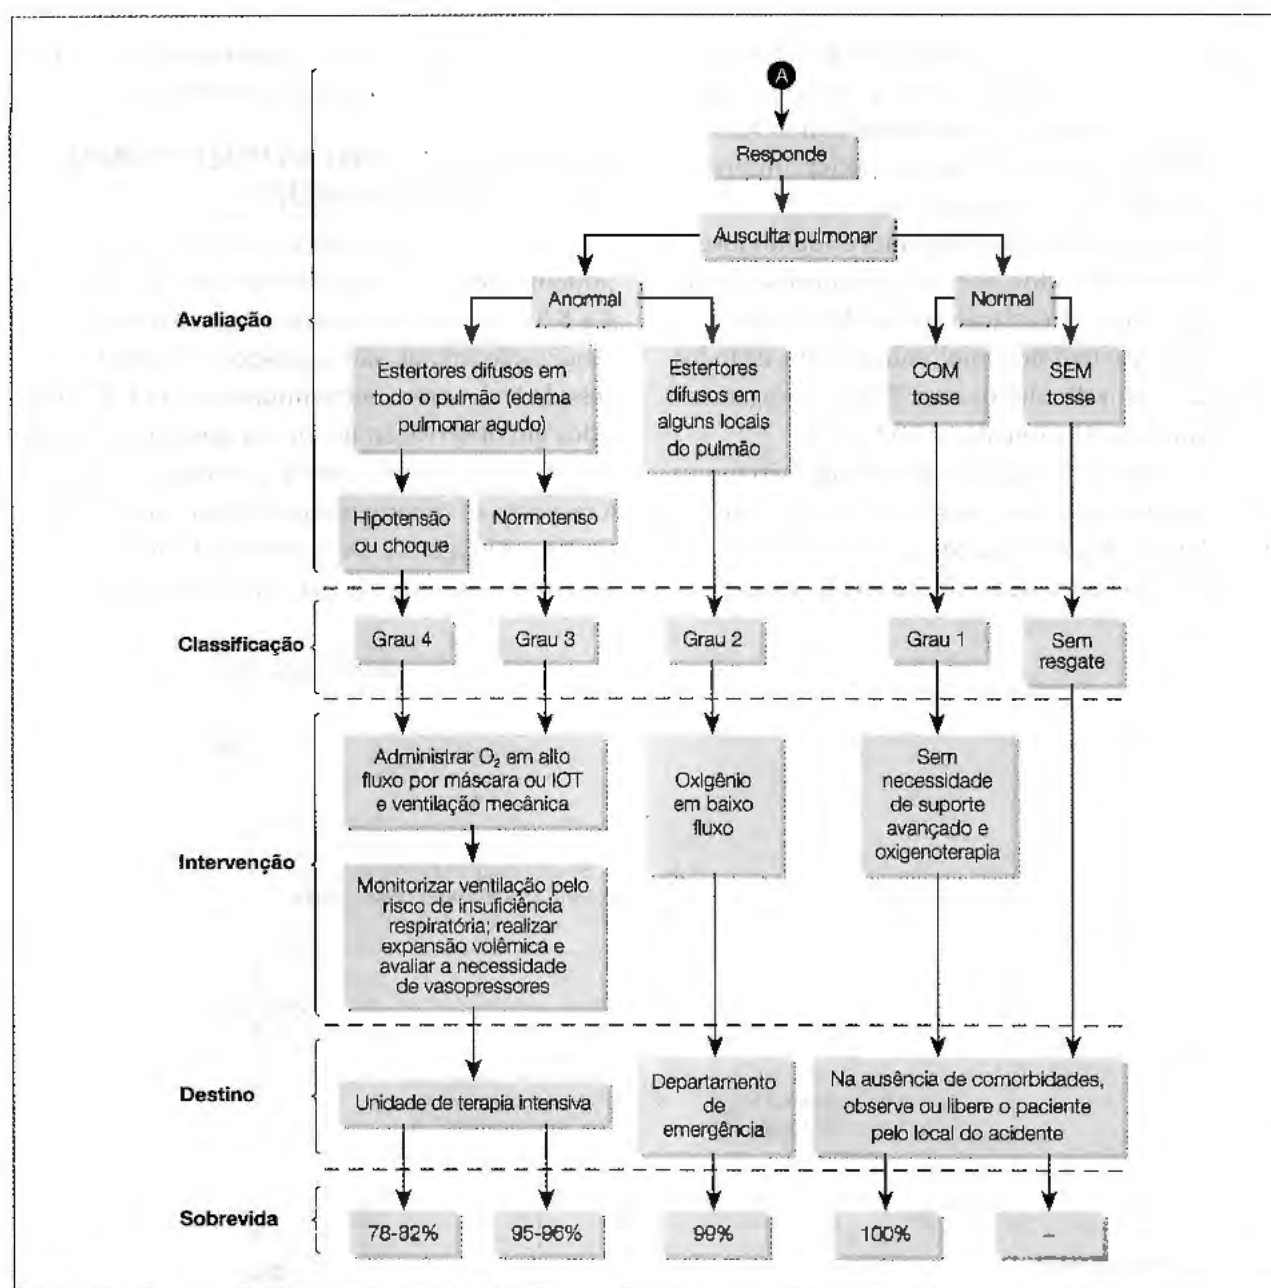 A
Responde
Ausculta pulmonar
Anormal
Normal
Avaliação
Estertores difusos em
todo o pulmão (edema
pulmonar agudo)
Estertores
difusos em
alguns locais
do pulmão
COM
tosse
SEM
tosse
Hipotensão
ou choque
Normotenso
Classificação
Grau 4
Grau 3
Grau 2
Grau 1
Sem
resgate
Intervenção
Administrar O₂ em alto
fluxo por máscara ou IOT
e ventilação mecânica
Oxigênio
em baixo
fluxo
Sem
necessidade
de suporte
avançado e
oxigenoterapia
Monitorizar ventilação pelo
risco de insuficiência
respiratória; realizar
expansão volêmica e
avaliar a necessidade
de vasopressores
Destino
Unidade de terapia intensiva
Departamento
de
emergência
Na ausência de comorbidades,
observe ou libere o paciente
pelo local do acidente
Sobrevida
78-82%
95-96%
99%
100%
–